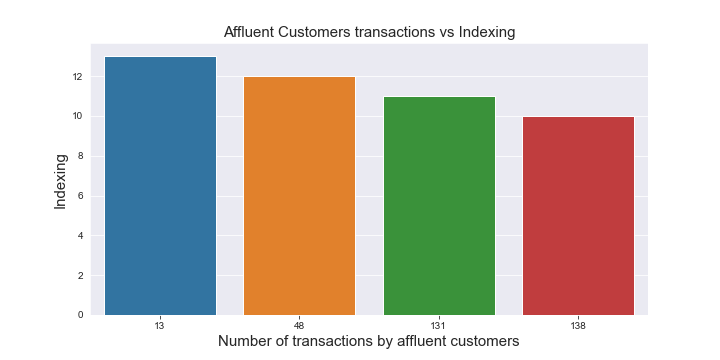 Affluent Customers transactions vs Indexing
Indexing
12
10
8
6
4
2
0
13 48 131 138
Number of transactions by affluent customers